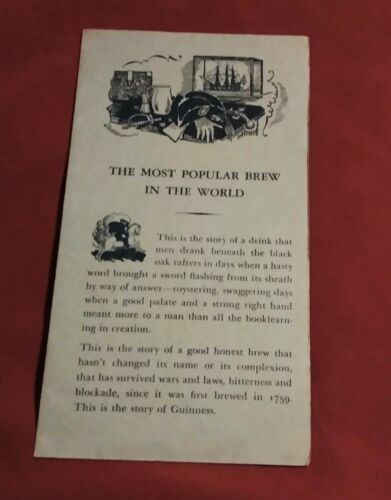 THE MOST POPULAR BREW
IN THE WORLD
This is the story of a drink that
men drank beneath the black
oak rafters in days when a hasty
word brought a sword flashing from its sheath
by way of answer—roystering, swaggering days
when a good palate and a strong right hand
meant more to a man than all the booklearn-
ing in creation.
This is the story of a good honest brew that
hasn't changed its name or its complexion,
that has survived wars and laws, bitterness and
blockade, since it was first brewed in 1759.
This is the story of Guinness.